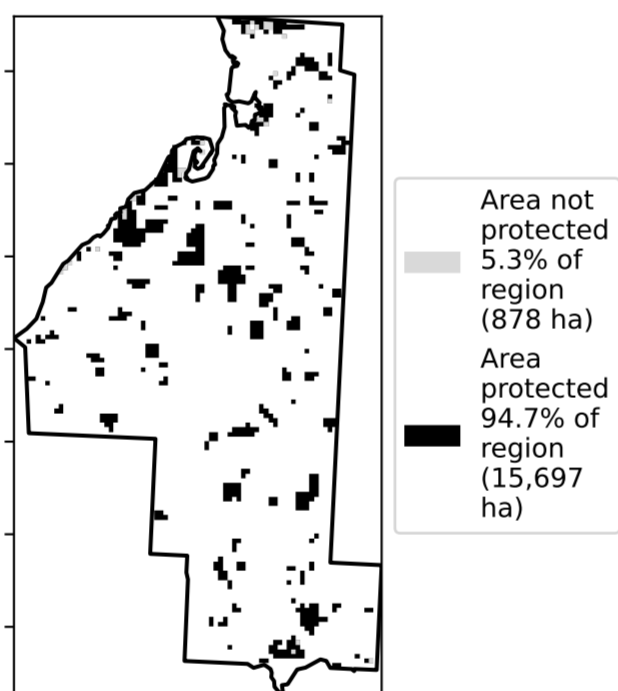 Area not
protected
5.3% of
region
(878 ha)
Area
protected
94.7% of
region
(15,697
ha)